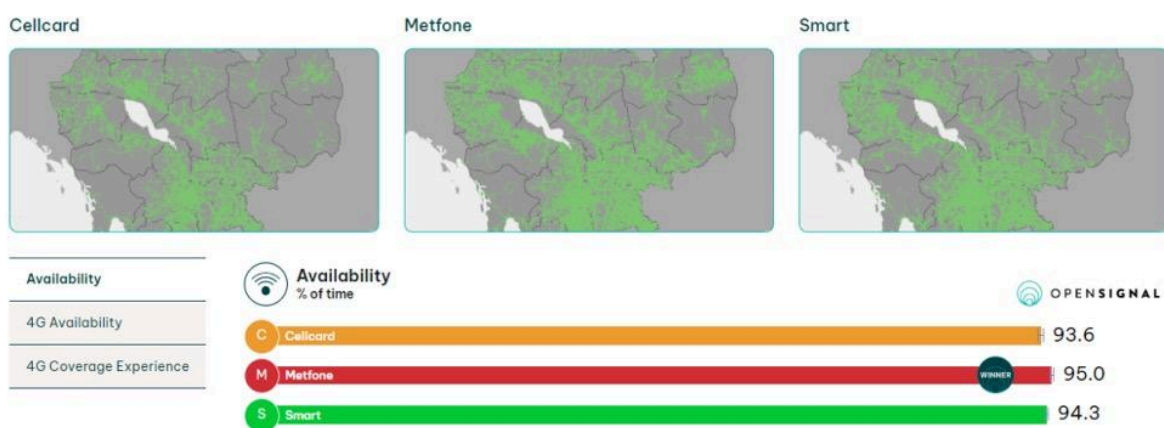 Cellcard
Metfone
Smart
Availability
4G Availability
4G Coverage Experience
Availability
% of time
OPENSIGNAL
C Cellcard 93.6
M Metfone WINNER 95.0
S Smart 94.3